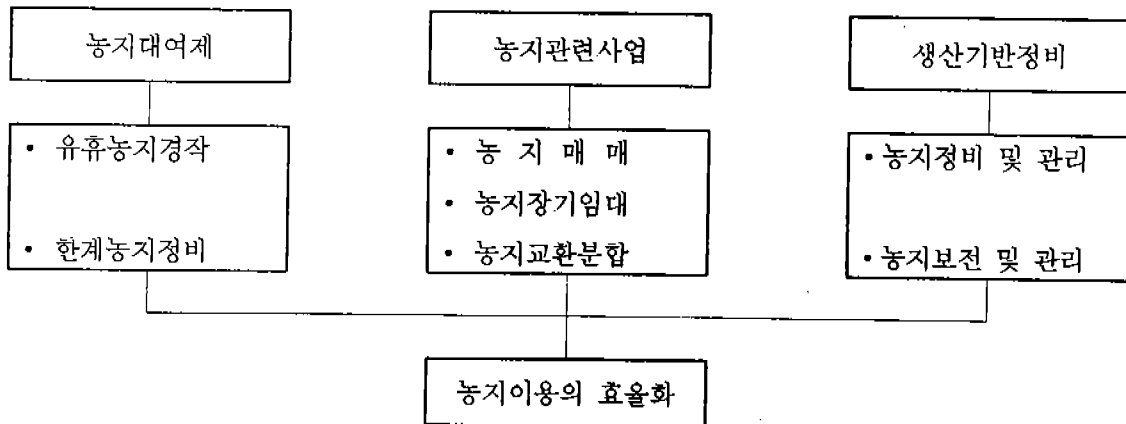 농지대여제
농지관련사업
생산기반정비
• 유휴농지경작
• 한계농지정비
• 농 지 매 매
• 농지장기임대
• 농지교환분합
• 농지정비 및 관리
• 농지보전 및 관리
농지이용의 효율화